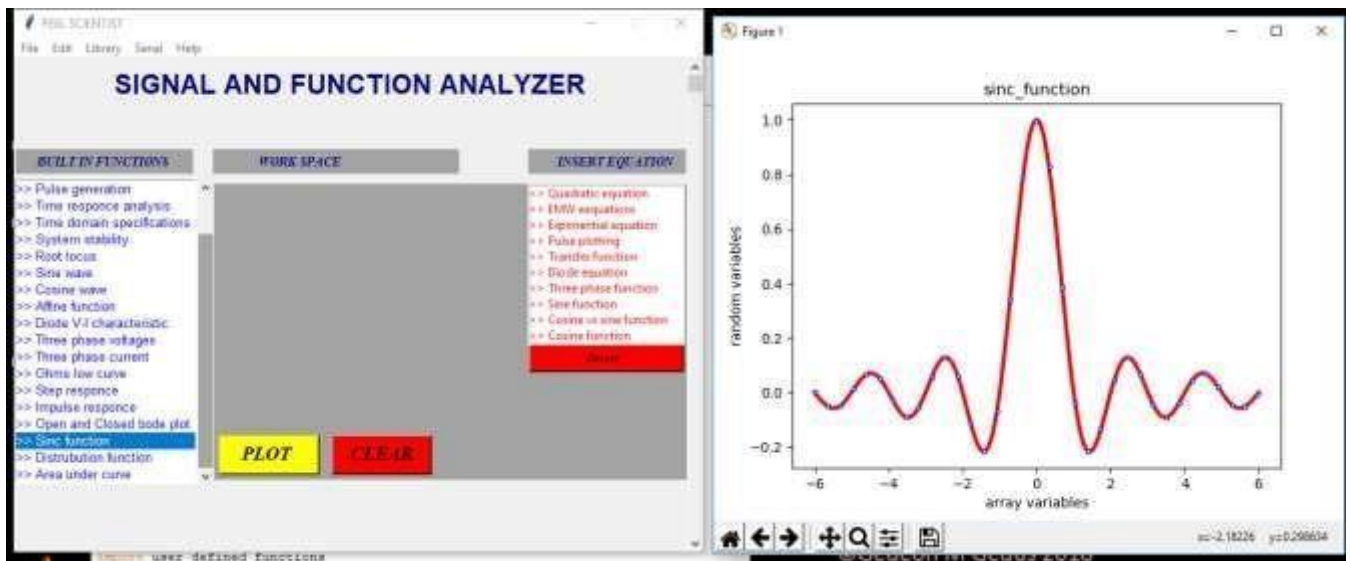 File Edit Library Serial Help
SIGNAL AND FUNCTION ANALYZER
BUILT IN FUNCTIONS
>> Pulse generation
>> Time responce analysis
>> Time domain specifications
>> System stability
>> Root locus
>> Sine wave
>> Cosine wave
>> Affine function
>> Diode V-I characteristic
>> Three phase voltages
>> Three phase current
>> Ohms low curve
>> Step responce
>> Impulse responce
>> Open and Closed bode plot
>> Sinc function
>> Distrubution function
>> Area under curve
WORK SPACE
PLOT
CLEAR
INSERT EQUATION
>> Quadratic equation
>> EMW eequations
>> Exponential equation
>> Pulse plotting
>> Transfer function
>> Diode equation
>> Three phase function
>> Sine function
>> Cosine vs sine function
>> Cosine function
user defined functions
Figure 1
sinc_function
1.0
0.8
0.6
0.4
0.2
0.0
−0.2
random variables
−6 −4 −2 0 2 4 6
array variables
x=-2.18226 y=0.298634